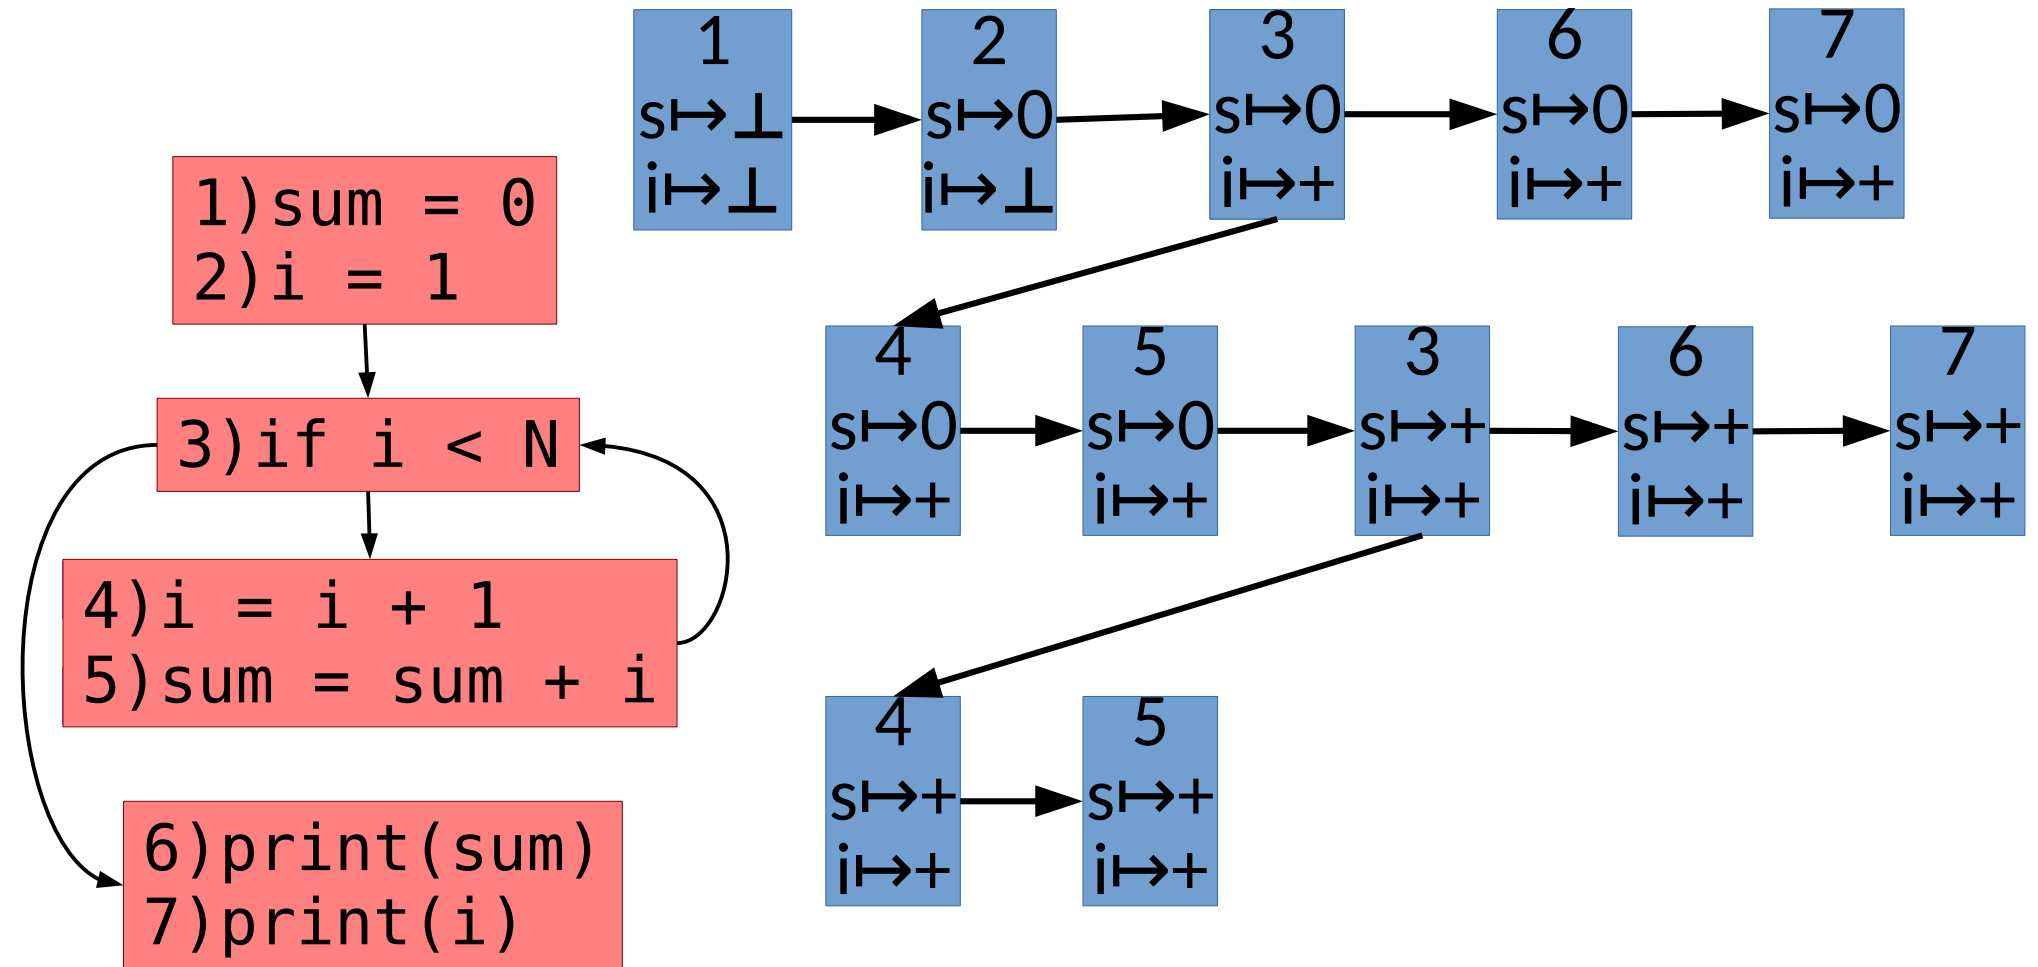 1)sum = 0
2)i = 1
3)if i < N
4)i = i + 1
5)sum = sum + i
6)print(sum)
7)print(i)
1
s↦⊥
i↦⊥
2
s↦0
i↦⊥
3
s↦0
i↦+
6
s↦0
i↦+
7
s↦0
i↦+
4
s↦0
i↦+
5
s↦0
i↦+
3
s↦+
i↦+
6
s↦+
i↦+
7
s↦+
i↦+
4
s↦+
i↦+
5
s↦+
i↦+